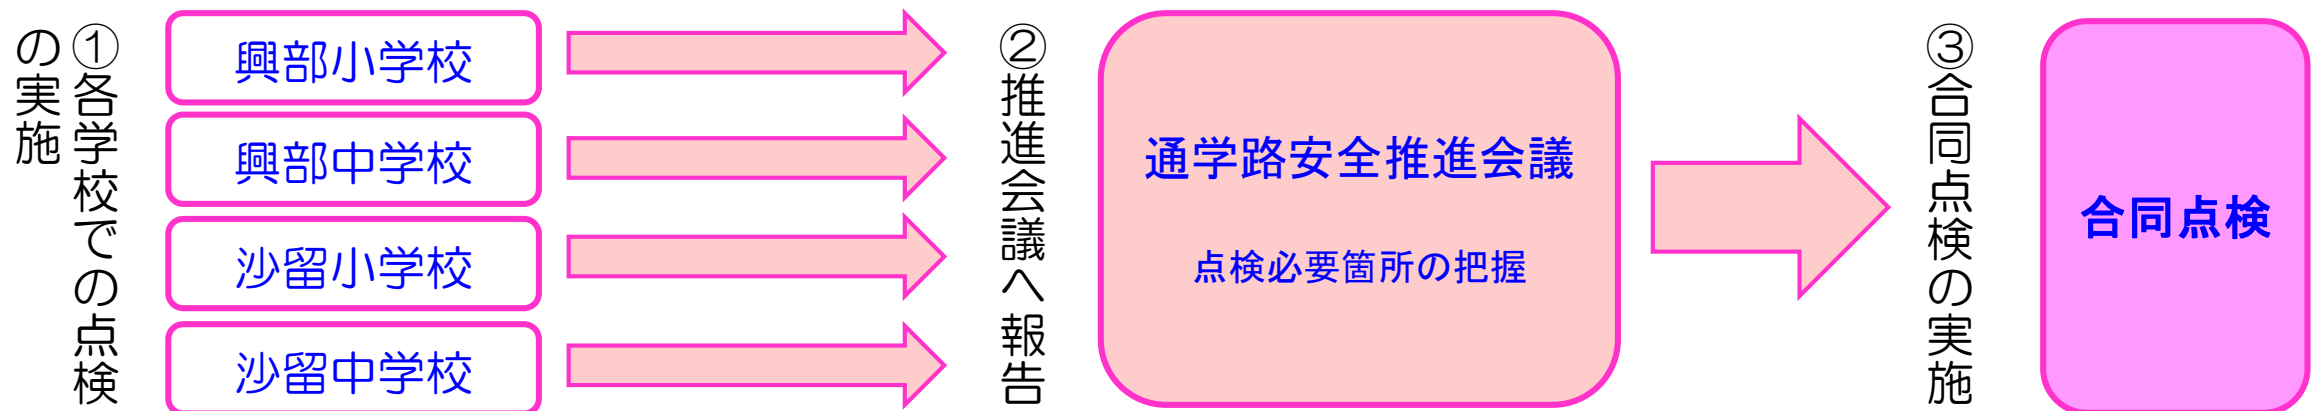 ①各学校での点検
の実施
興部小学校
興部中学校
沙留小学校
沙留中学校
②推進会議へ報告
通学路安全推進会議
点検必要箇所の把握
③合同点検の実施
合同点検